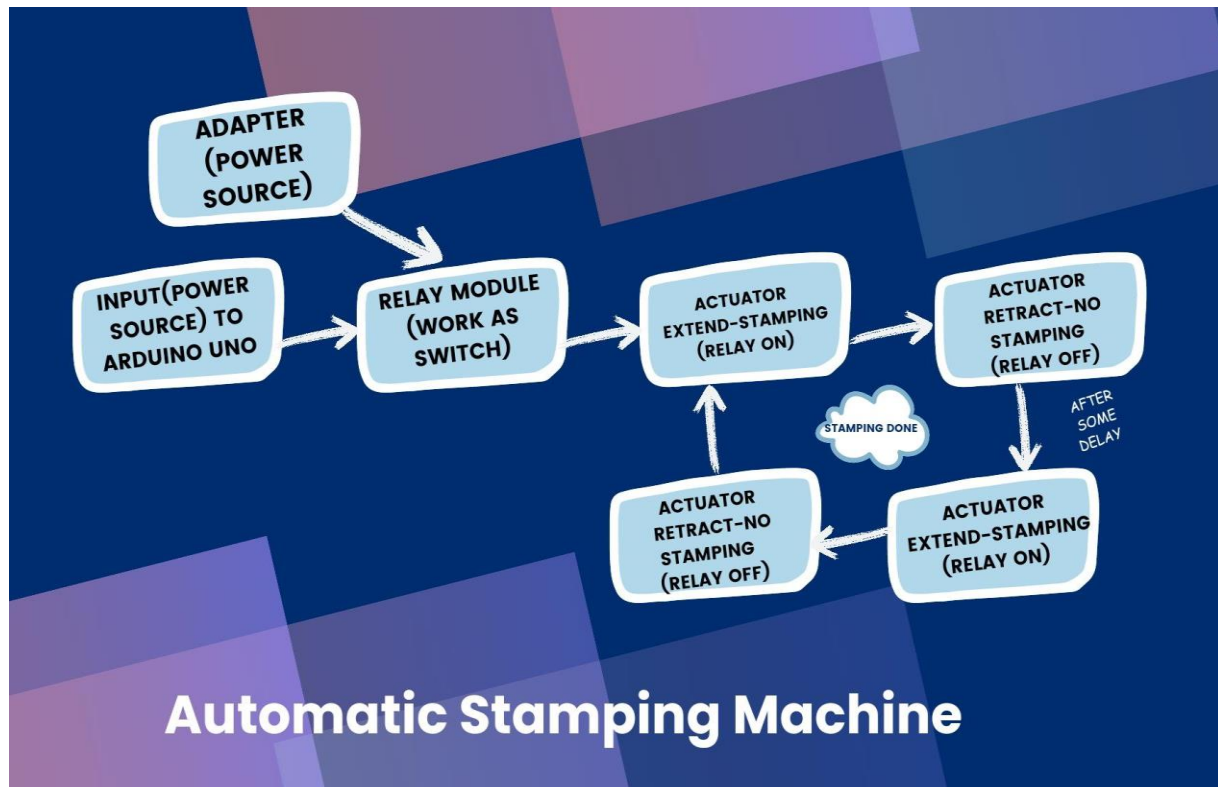 ADAPTER
(POWER
SOURCE)
INPUT(POWER
SOURCE) TO
ARDUINO UNO
RELAY MODULE
(WORK AS
SWITCH)
ACTUATOR
EXTEND-STAMPING
(RELAY ON)
ACTUATOR
RETRACT-NO
STAMPING
(RELAY OFF)
AFTER
SOME
DELAY
STAMPING DONE
ACTUATOR
EXTEND-STAMPING
(RELAY ON)
ACTUATOR
RETRACT-NO
STAMPING
(RELAY OFF)
Automatic Stamping Machine